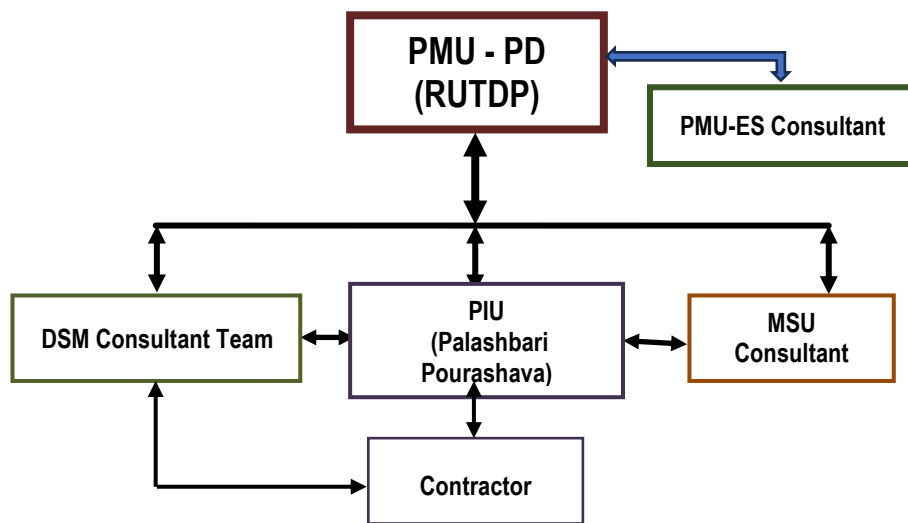 PMU - PD
(RUTDP)
PMU-ES Consultant
DSM Consultant Team
PIU
(Palashbari
Pourashava)
MSU
Consultant
Contractor